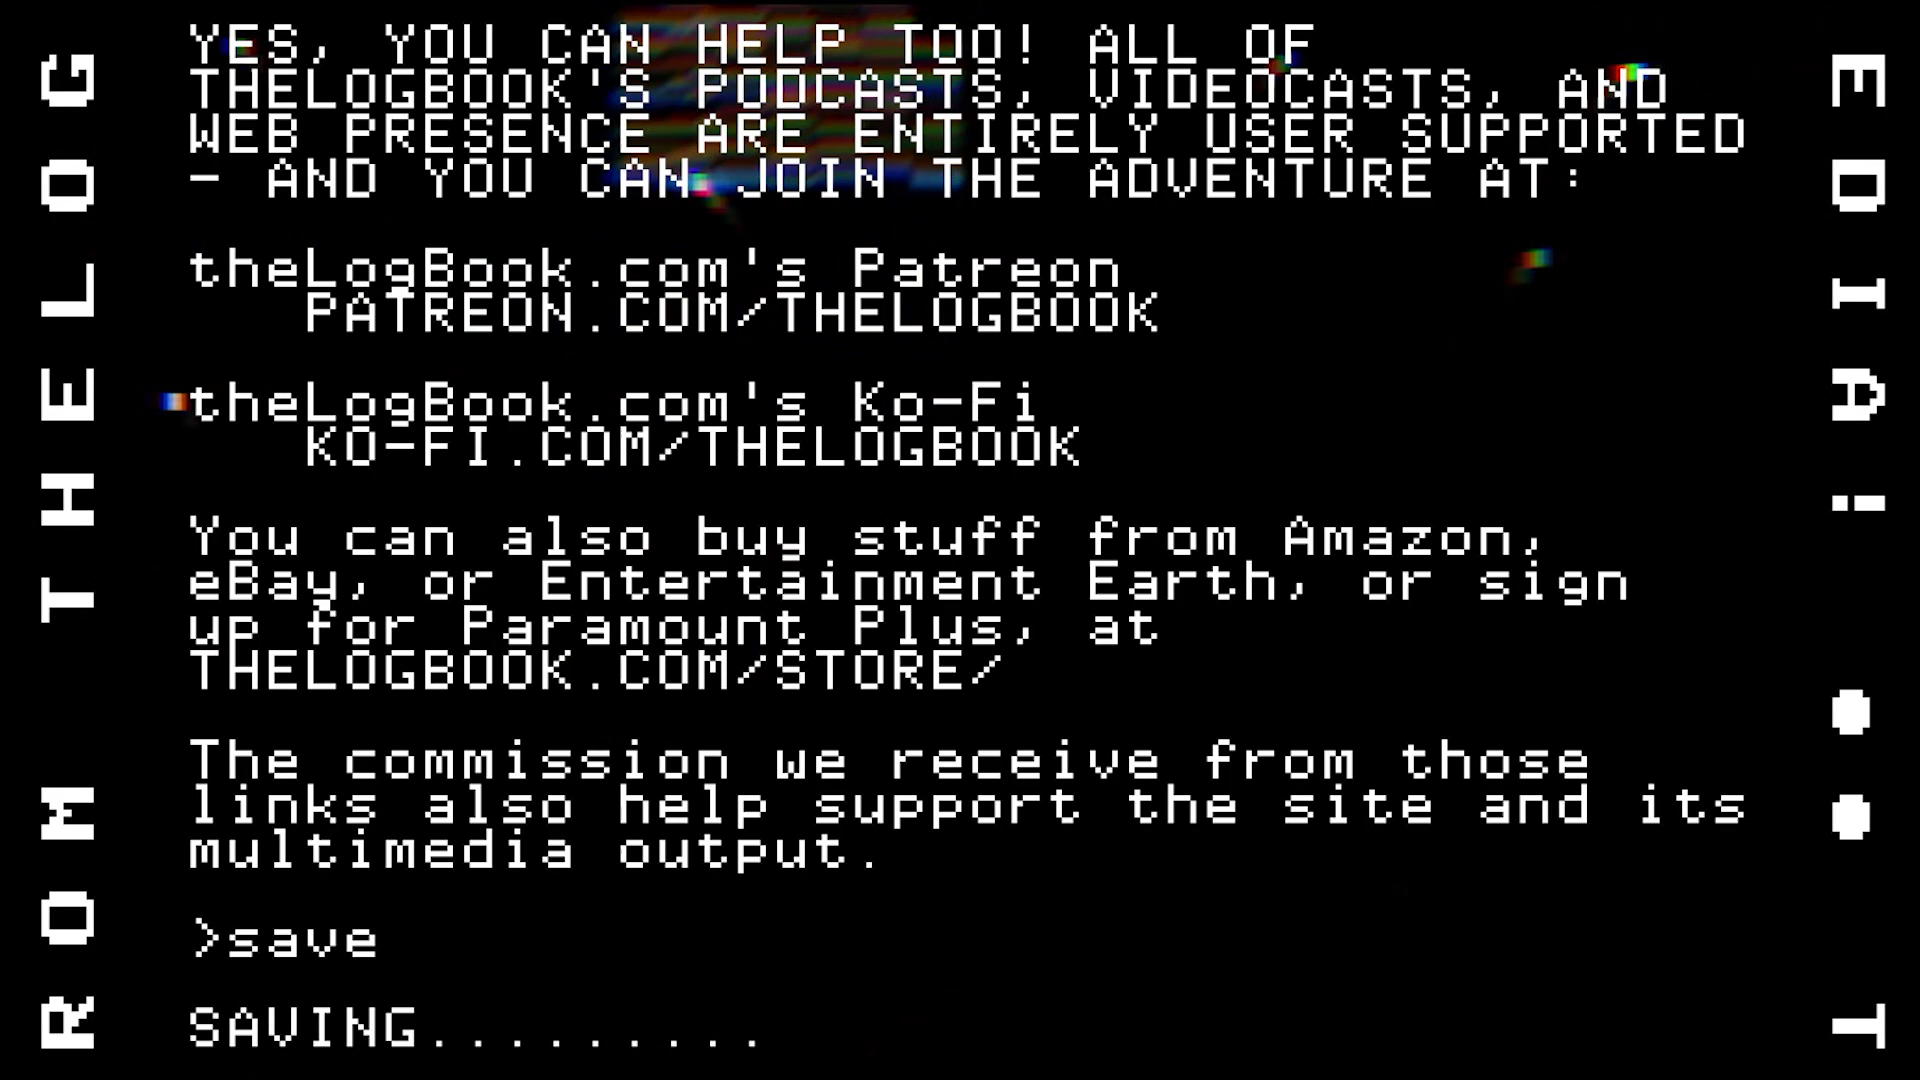 YES, YOU CAN HELP TOO! ALL OF
THELOGBOOK'S PODCASTS, VIDEOCASTS, AND
WEB PRESENCE ARE ENTIRELY USER SUPPORTED
- AND YOU CAN JOIN THE ADVENTURE AT:
theLogBook.com's Patreon
PATREON.COM/THELOGBOOK
theLogBook.com's Ko-Fi
KO-FI.COM/THELOGBOOK
You can also buy stuff from Amazon,
eBay, or Entertainment Earth, or sign
up for Paramount Plus, at
THELOGBOOK.COM/STORE/
The commission we receive from those
links also help support the site and its
multimedia output.
>save
SAVING.........
ROM THELOG
EDIA! •• T